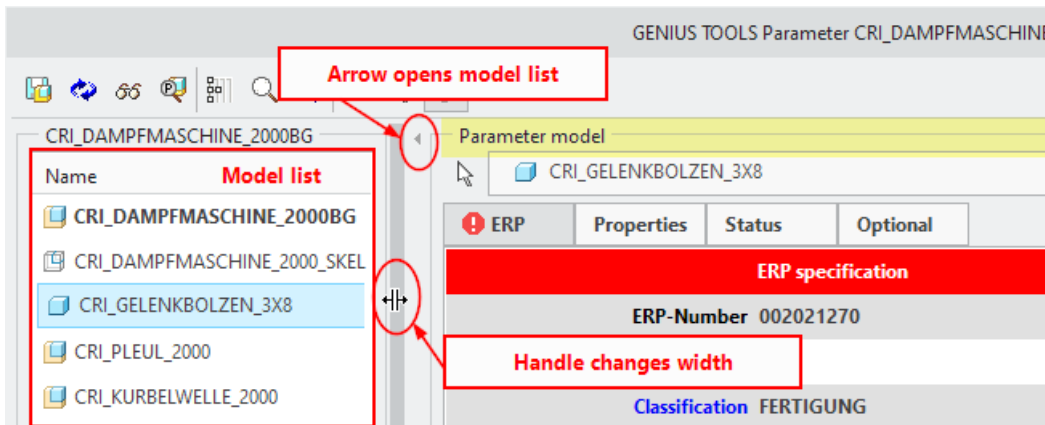 GENIUS TOOLS Parameter CRI_DAMPFMASCHINE
Arrow opens model list
CRI_DAMPFMASCHINE_2000BG
Parameter model
Name
Model list
CRI_GELENKBOLZEN_3X8
CRI_DAMPFMASCHINE_2000BG
ERP
Properties
Status
Optional
CRI_DAMPFMASCHINE_2000_SKEL
ERP specification
CRI_GELENKBOLZEN_3X8
ERP-Number 002021270
CRI_PLEUL_2000
Handle changes width
CRI_KURBELWELLE_2000
Classification FERTIGUNG